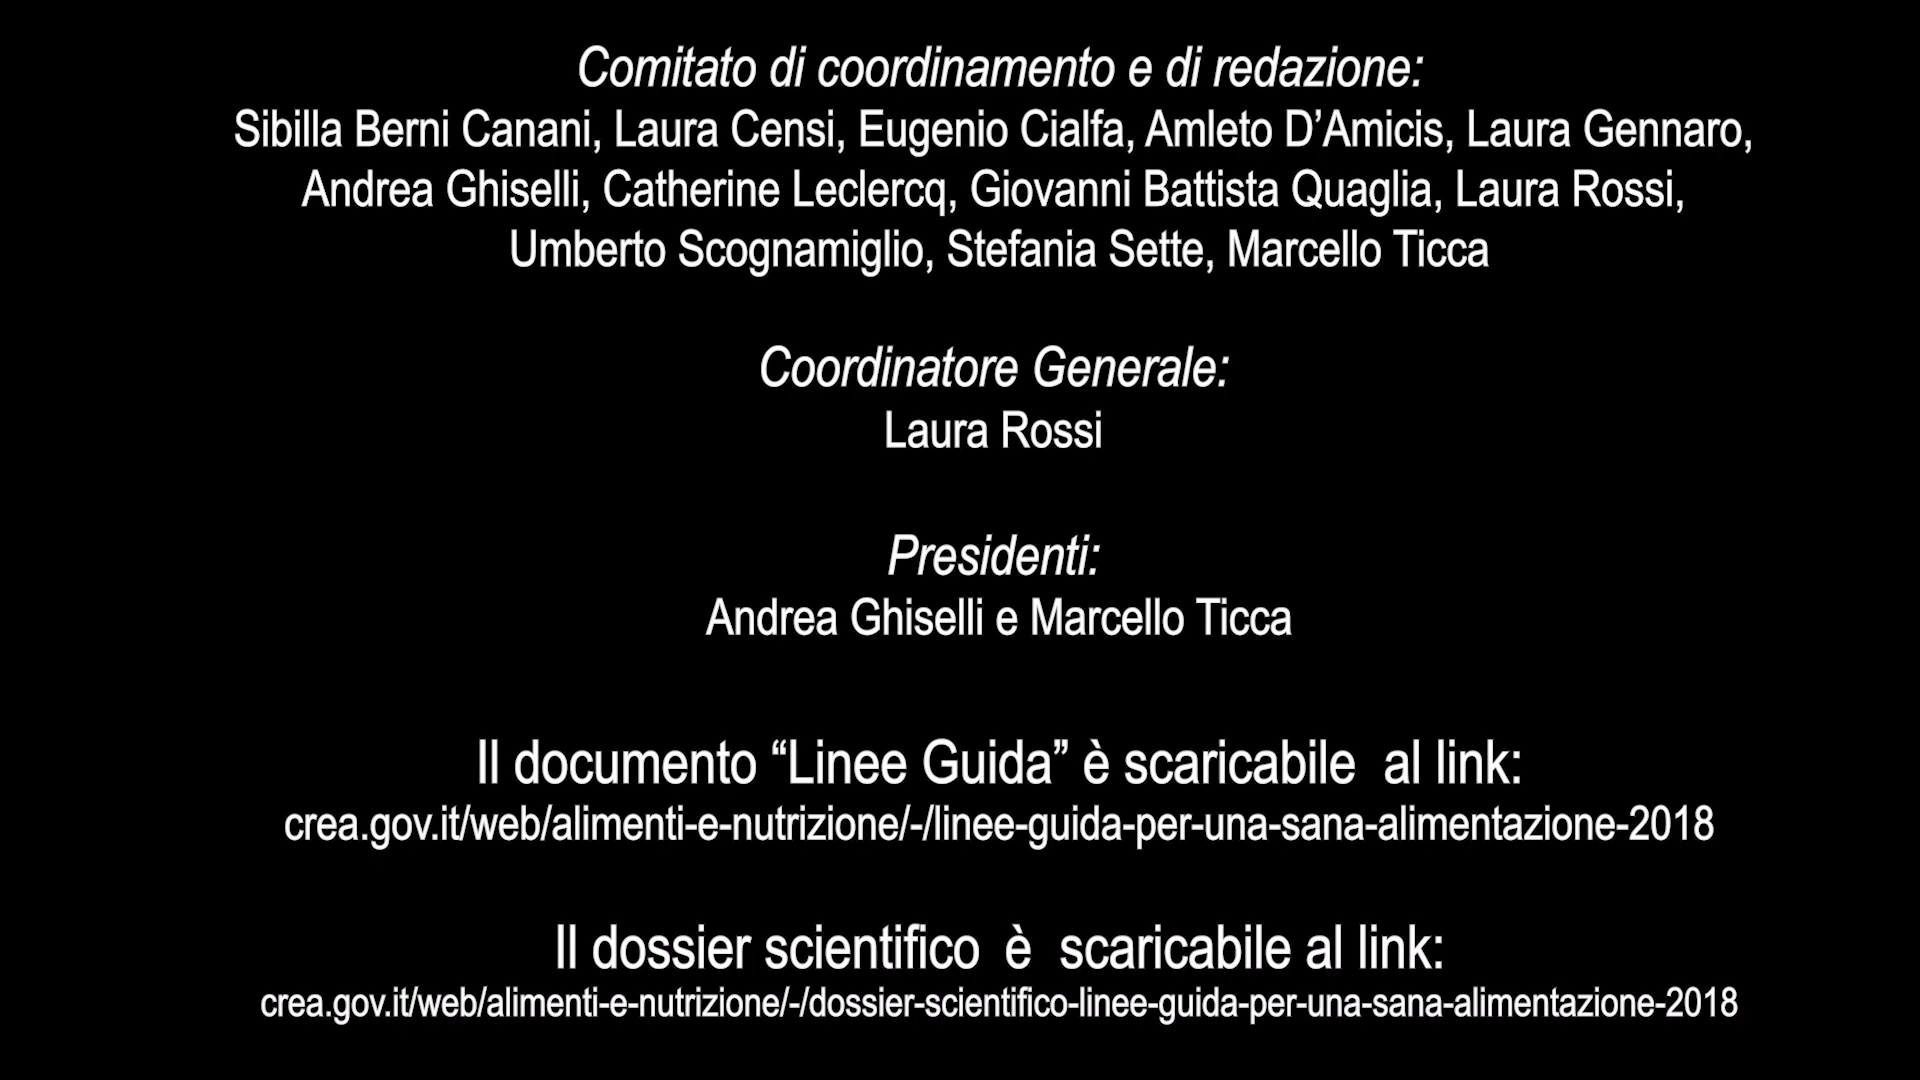 Comitato di coordinamento e di redazione:
Sibilla Berni Canani, Laura Censi, Eugenio Cialfa, Amleto D’Amicis, Laura Gennaro,
Andrea Ghiselli, Catherine Leclercq, Giovanni Battista Quaglia, Laura Rossi,
Umberto Scognamiglio, Stefania Sette, Marcello Ticca
Coordinatore Generale:
Laura Rossi
Presidenti:
Andrea Ghiselli e Marcello Ticca
Il documento “Linee Guida” è scaricabile  al link:
crea.gov.it/web/alimenti-e-nutrizione/-/linee-guida-per-una-sana-alimentazione-2018
Il dossier scientifico  è  scaricabile al link:
crea.gov.it/web/alimenti-e-nutrizione/-/dossier-scientifico-linee-guida-per-una-sana-alimentazione-2018